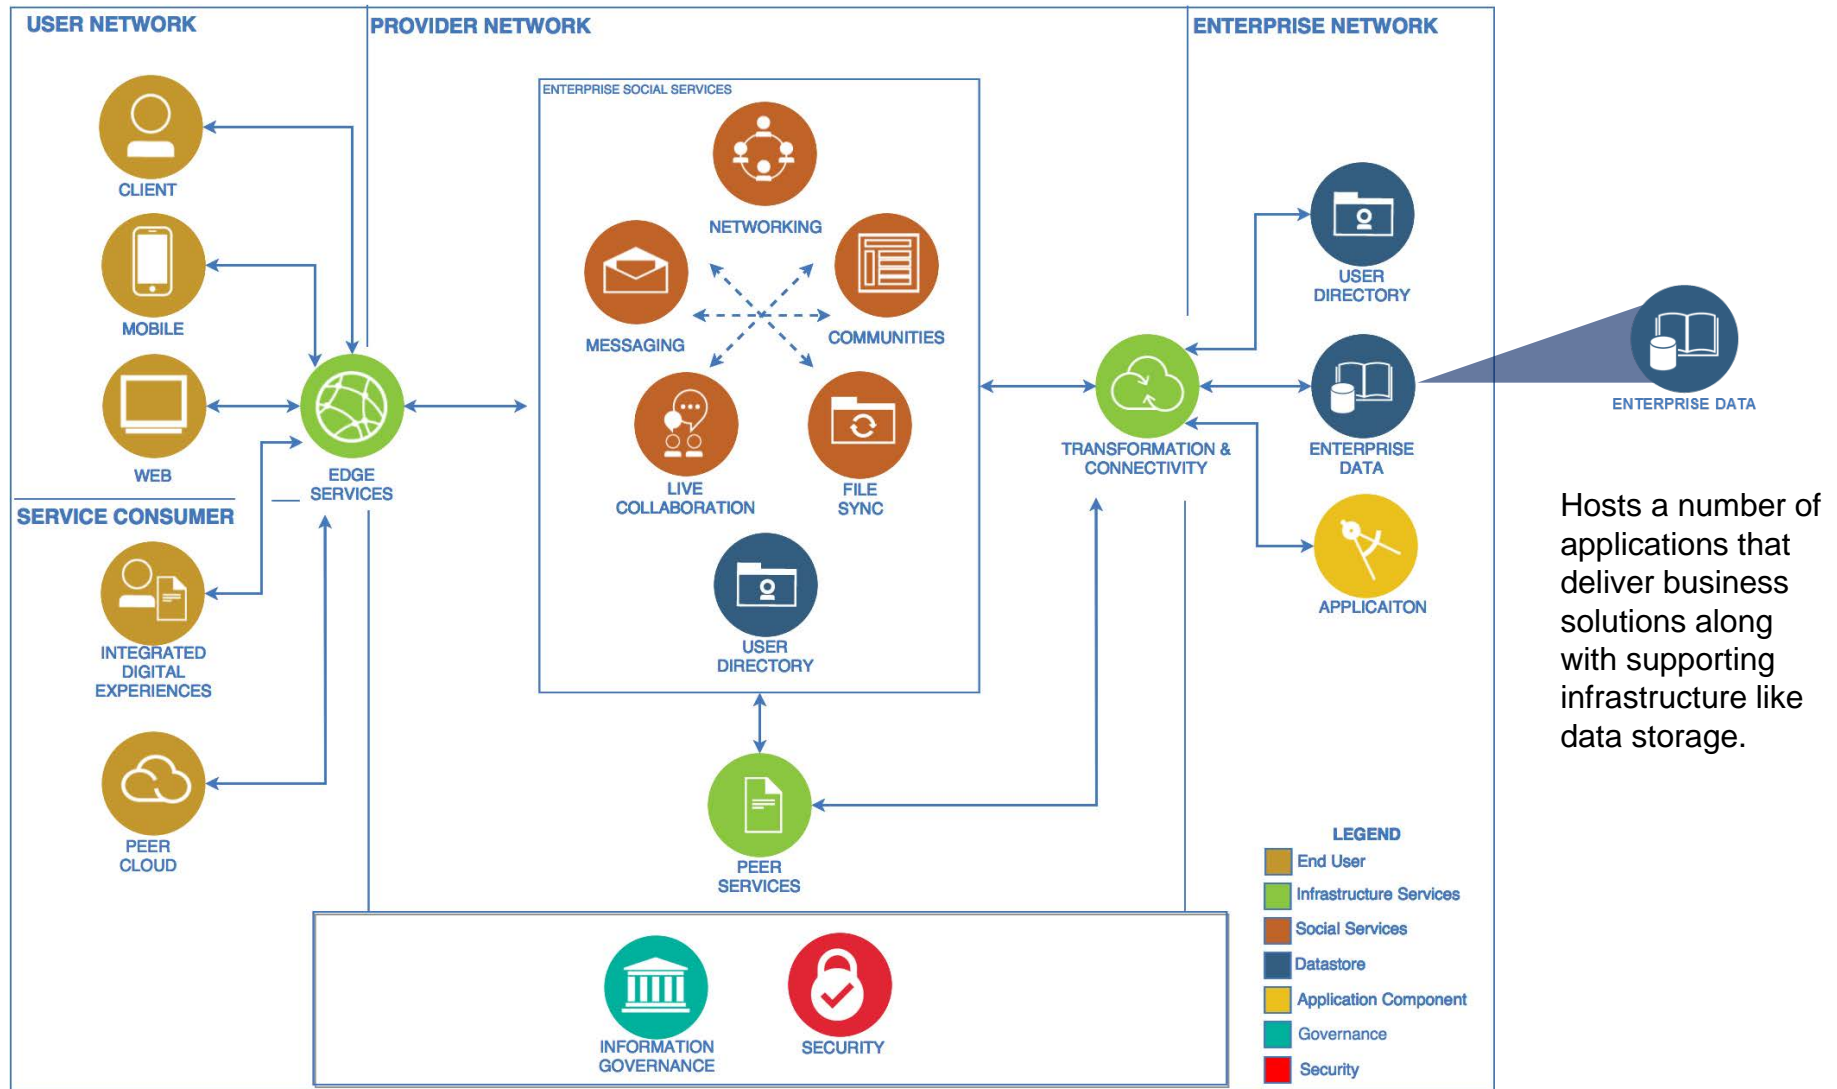 USER NETWORK
PROVIDER NETWORK
ENTERPRISE NETWORK
CLIENT
MOBILE
WEB
SERVICE CONSUMER
INTEGRATED
DIGITAL
EXPERIENCES
PEER
CLOUD
EDGE
SERVICES
ENTERPRISE SOCIAL SERVICES
NETWORKING
MESSAGING
COMMUNITIES
LIVE
COLLABORATION
FILE
SYNC
USER
DIRECTORY
PEER
SERVICES
TRANSFORMATION &
CONNECTIVITY
USER
DIRECTORY
ENTERPRISE
DATA
APPLICAITON
ENTERPRISE DATA
Hosts a number of
applications that
deliver business
solutions along
with supporting
infrastructure like
data storage.
INFORMATION
GOVERNANCE
SECURITY
LEGEND
End User
Infrastructure Services
Social Services
Datastore
Application Component
Governance
Security